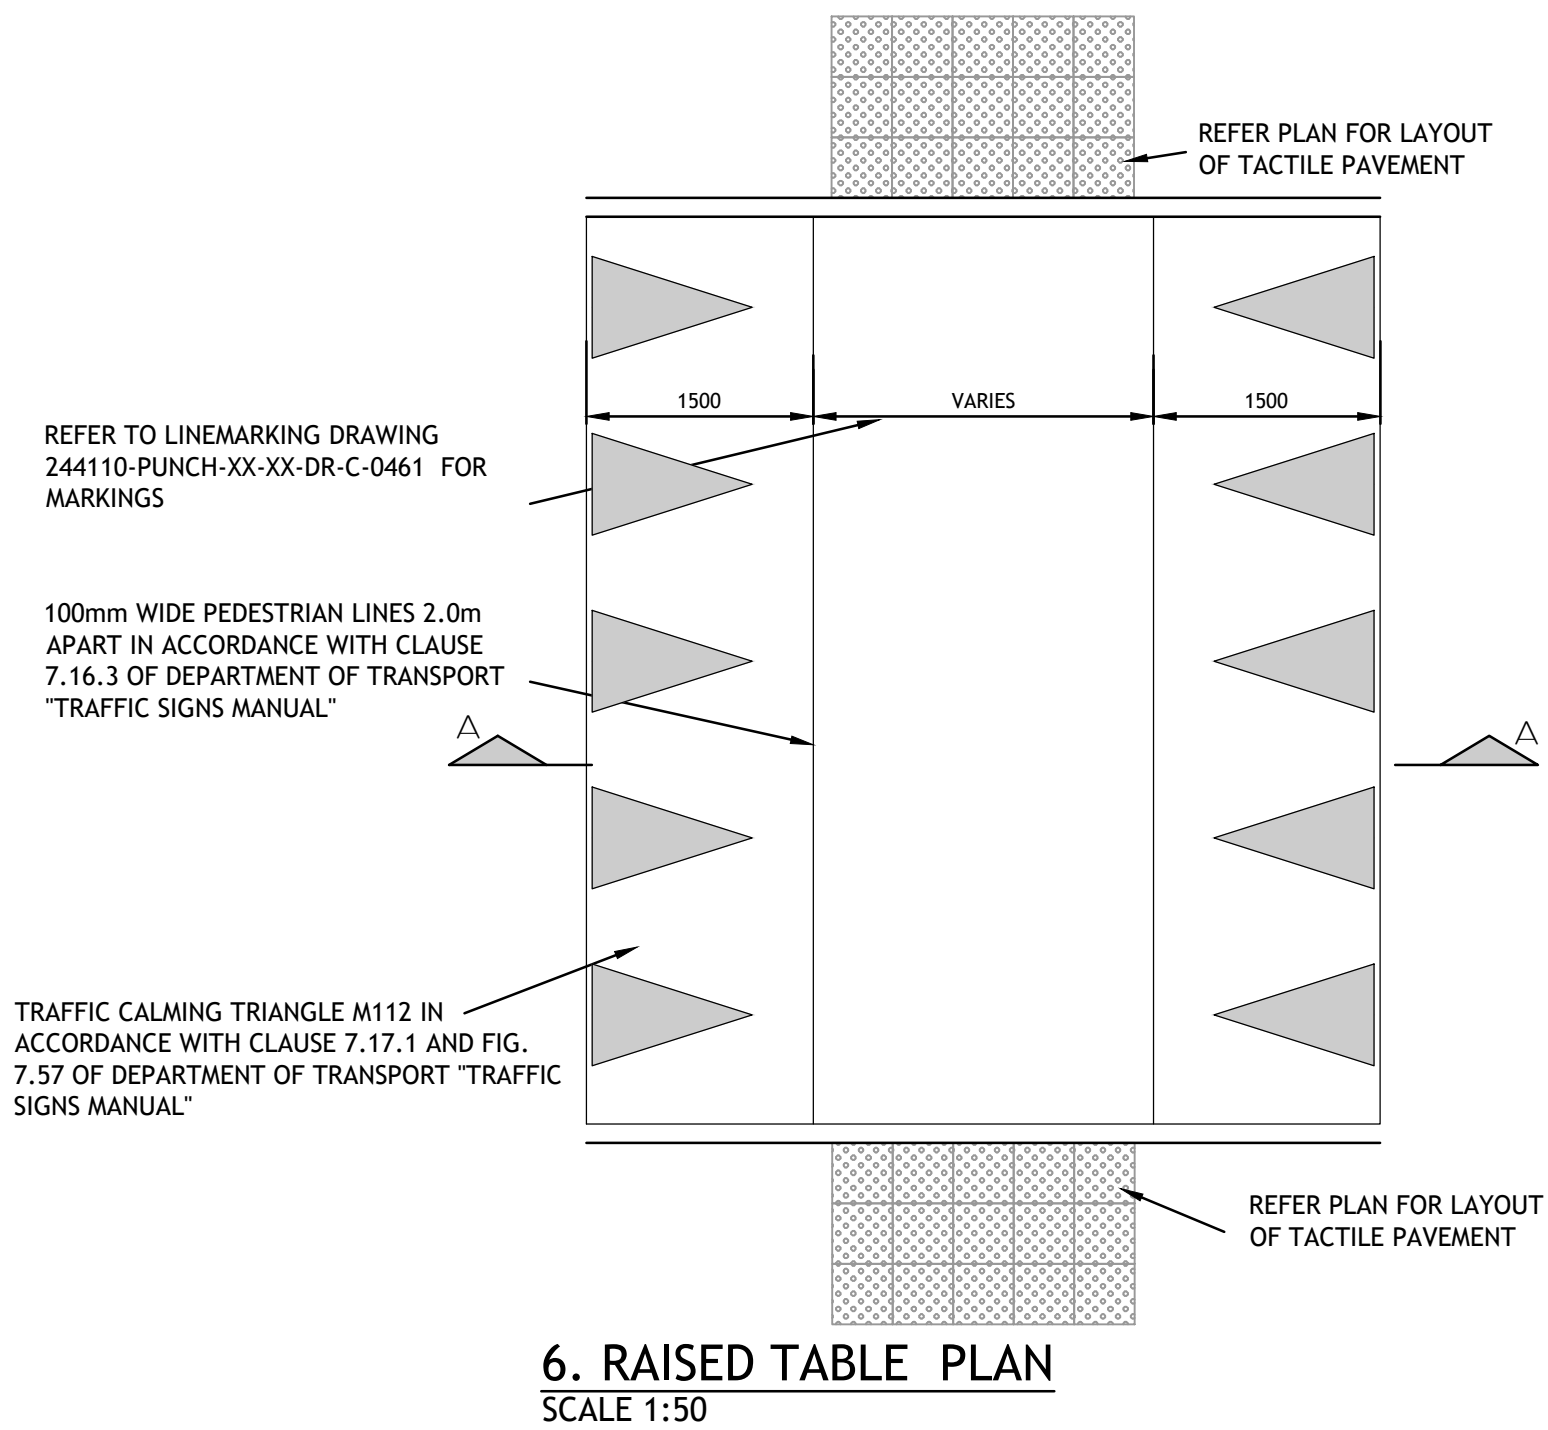 REFER PLAN FOR LAYOUT
OF TACTILE PAVEMENT
1500
VARIES
1500
REFER TO LINEMARKING DRAWING
244110-PUNCH-XX-XX-DR-C-0461 FOR
MARKINGS
100mm WIDE PEDESTRIAN LINES 2.0m
APART IN ACCORDANCE WITH CLAUSE
7.16.3 OF DEPARTMENT OF TRANSPORT
"TRAFFIC SIGNS MANUAL"
A
A
TRAFFIC CALMING TRIANGLE M112 IN
ACCORDANCE WITH CLAUSE 7.17.1 AND FIG.
7.57 OF DEPARTMENT OF TRANSPORT "TRAFFIC
SIGNS MANUAL"
REFER PLAN FOR LAYOUT
OF TACTILE PAVEMENT
6. RAISED TABLE PLAN
SCALE 1:50